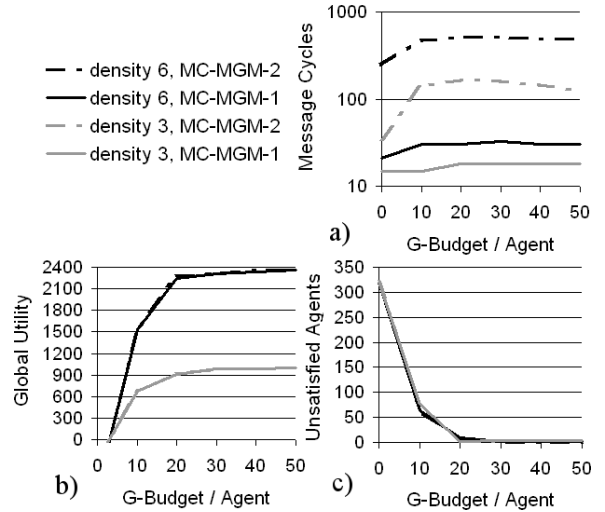 density 6, MC-MGM-2
density 6, MC-MGM-1
density 3, MC-MGM-2
density 3, MC-MGM-1
Message Cycles
1000
100
10
0 10 20 30 40 50
a)
G-Budget / Agent
Global Utility
2400
2100
1800
1500
1200
900
600
300
0
0 10 20 30 40 50
b)
G-Budget / Agent
Unsatisfied Agents
350
300
250
200
150
100
50
0
0 10 20 30 40 50
c)
G-Budget / Agent